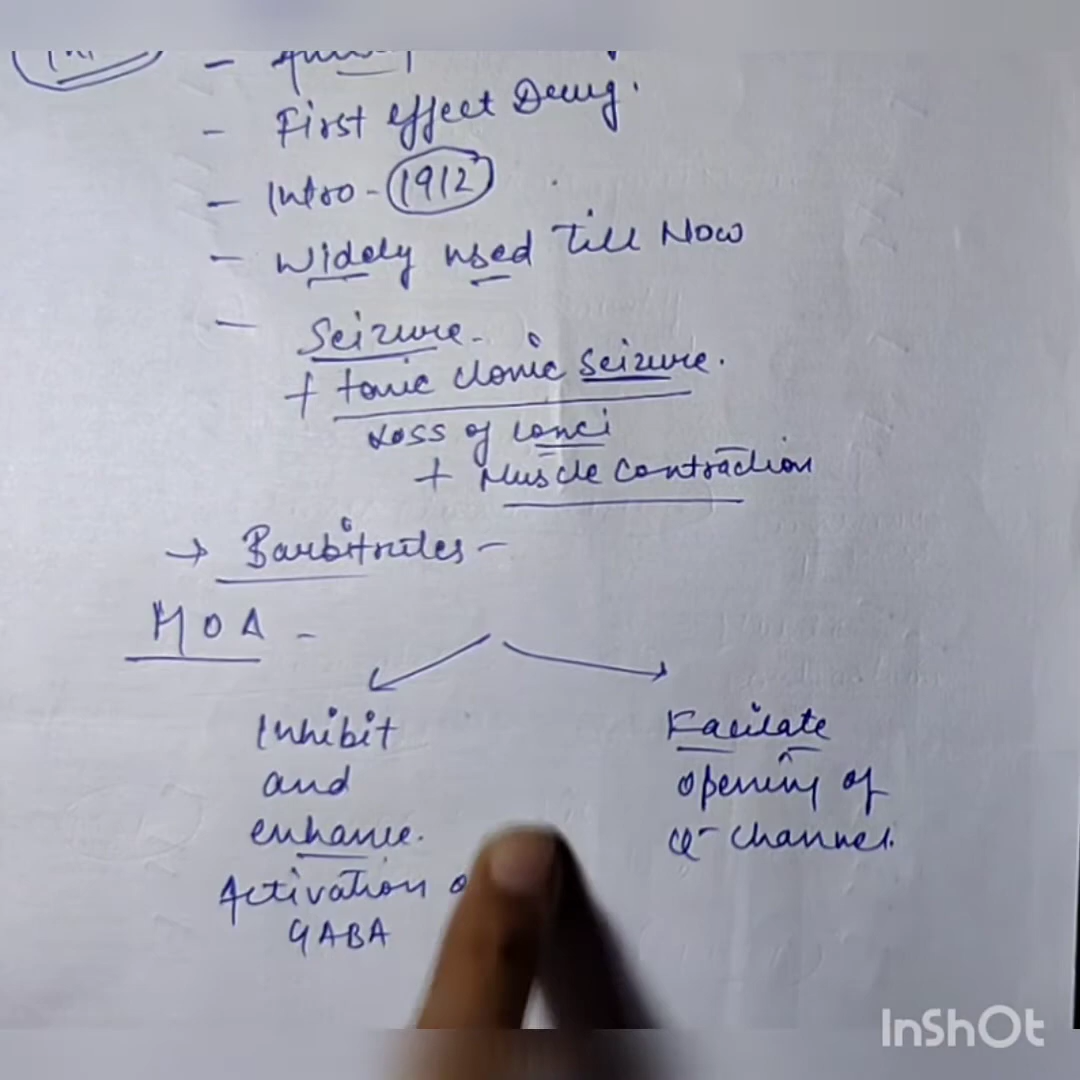 - First effect Drug.
- Intro - 1912
- Widely used Till Now
- Seizure.
+ tonic clonic seizure.
Loss of Conci
+ Muscle Contraction
→ Barbitrates -
MOA -
Inhibit
and
enhance.
Activation o
GABA
Facilate
opening of
Cl- channel.
InShOt